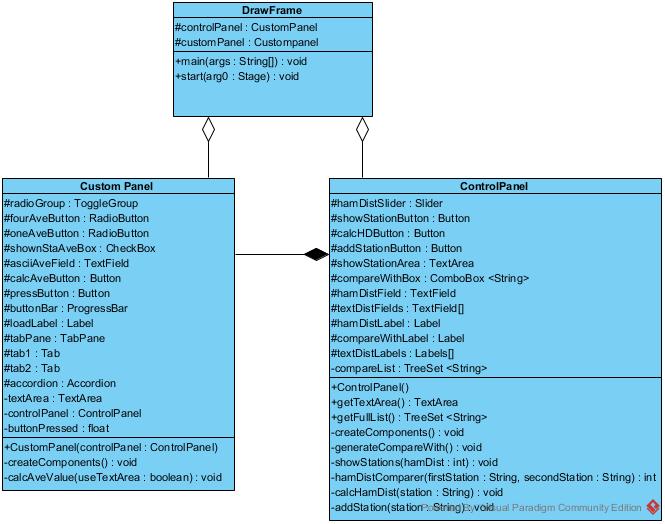 DrawFrame
#controlPanel : CustomPanel
#customPanel : Custompanel
+main(args : String[]) : void
+start(arg0 : Stage) : void
Custom Panel
#radioGroup : ToggleGroup
#fourAveButton : RadioButton
#oneAveButton : RadioButton
#shownStaAveBox : CheckBox
#asciiAveField : TextField
#calcAveButton : Button
#pressButton : Button
#buttonBar : ProgressBar
#loadLabel : Label
#tabPane : TabPane
#tab1 : Tab
#tab2 : Tab
#accordion : Accordion
-textArea : TextArea
-controlPanel : ControlPanel
-buttonPressed : float
+CustomPanel(controlPanel : ControlPanel)
-createComponents() : void
-calcAveValue(useTextArea : boolean) : void
ControlPanel
#hamDistSlider : Slider
#showStationButton : Button
#calcHDButton : Button
#addStationButton : Button
#showStationArea : TextArea
#compareWithBox : ComboBox <String>
#hamDistField : TextField
#textDistFields : TextField[]
#hamDistLabel : Label
#compareWithLabel : Label
#textDistLabels : Labels[]
-compareList : TreeSet <String>
+ControlPanel()
+getTextArea() : TextArea
+getFullList() : TreeSet <String>
-createComponents() : void
-generateCompareWith() : void
-showStations(hamDist : int) : void
-hamDistComparer(firstStation : String, secondStation : String) : int
-calcHamDist(station : String) : void
-addStation(station : String) : void
Powered By Visual Paradigm Community Edition